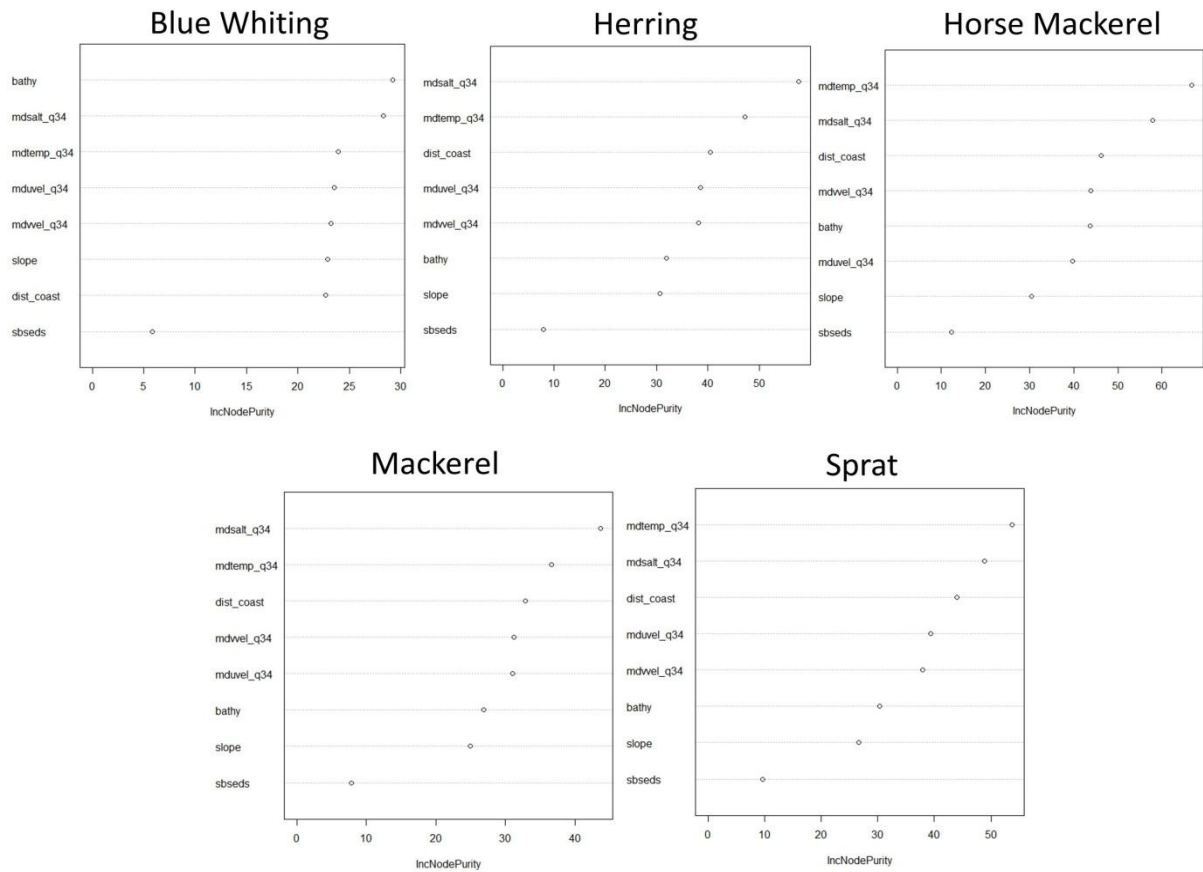 Blue Whiting
bathy
mdsalt_q34
mdtemp_q34
mduvel_q34
mdvvel_q34
slope
dist_coast
sbseds
0 5 10 15 20 25 30
IncNodePurity
Herring
mdsalt_q34
mdtemp_q34
dist_coast
mduvel_q34
mdvvel_q34
bathy
slope
sbseds
0 10 20 30 40 50
IncNodePurity
Horse Mackerel
mdtemp_q34
mdsalt_q34
dist_coast
mdvvel_q34
bathy
mduvel_q34
slope
sbseds
0 10 20 30 40 50 60
IncNodePurity
Mackerel
mdsalt_q34
mdtemp_q34
dist_coast
mdvvel_q34
mduvel_q34
bathy
slope
sbseds
0 10 20 30 40
IncNodePurity
Sprat
mdtemp_q34
mdsalt_q34
dist_coast
mduvel_q34
mdvvel_q34
bathy
slope
sbseds
0 10 20 30 40 50
IncNodePurity